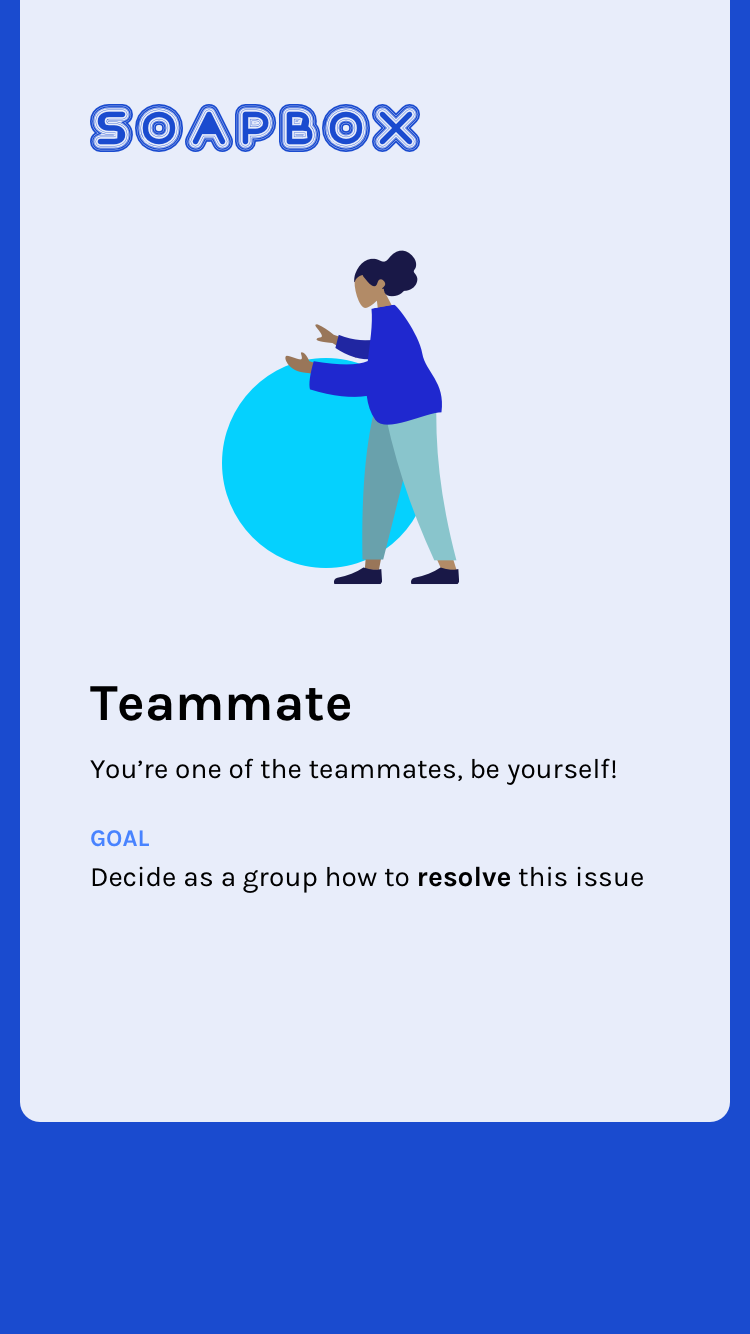 SOAPBOX
Teammate
You’re one of the teammates, be yourself!
GOAL
Decide as a group how to resolve this issue